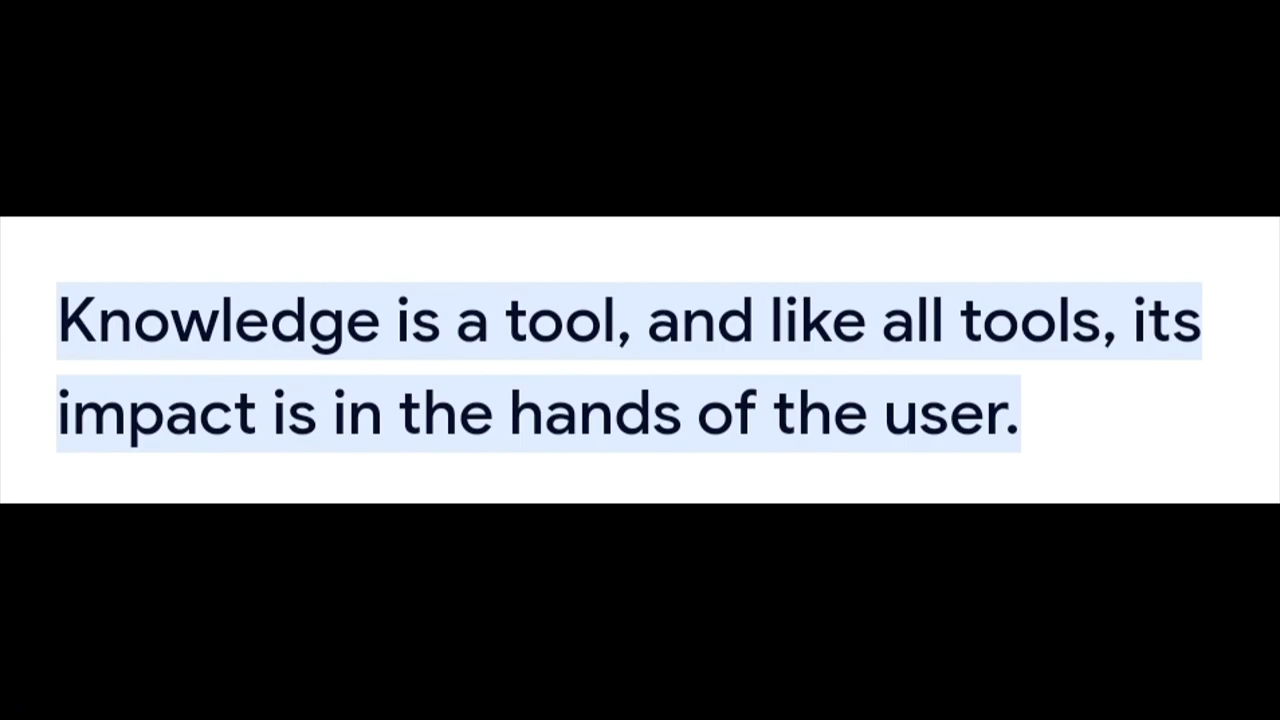 Knowledge is a tool, and like all tools, its
impact is in the hands of the user.